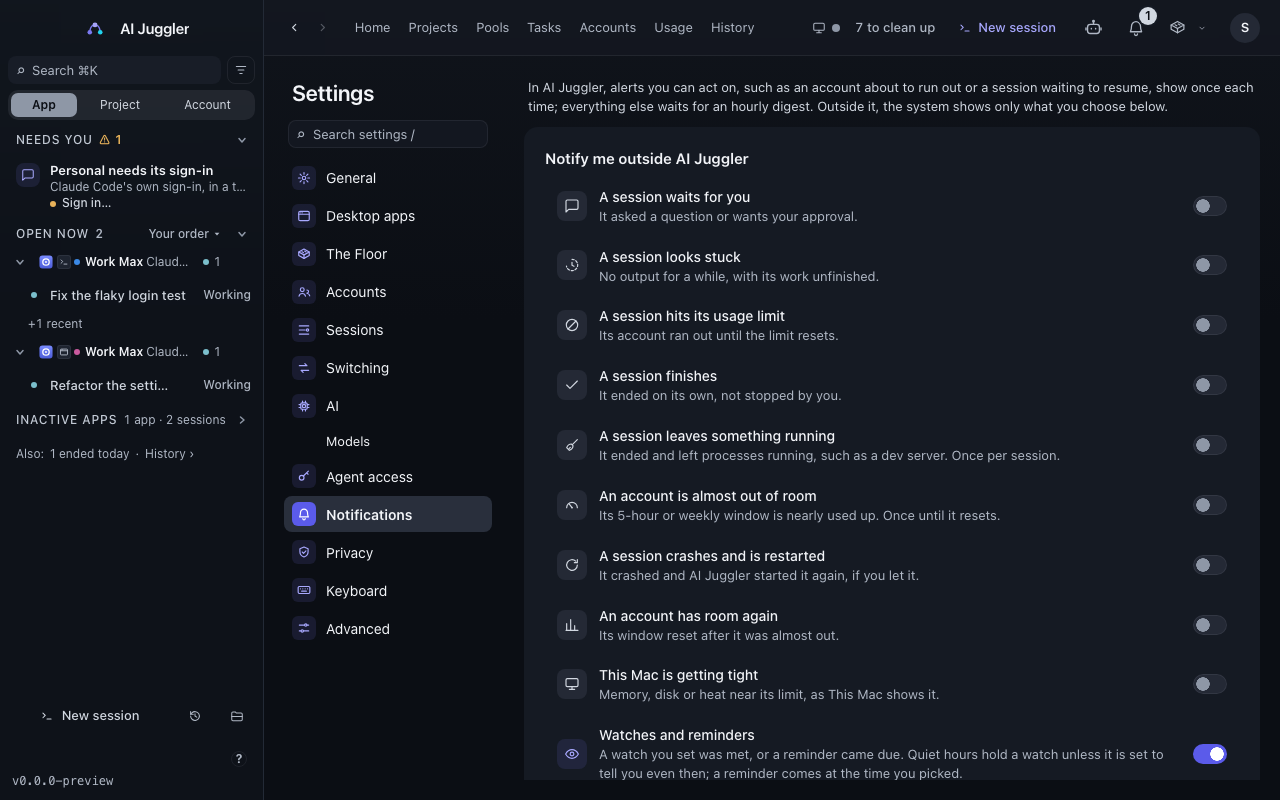 AI Juggler
Search ⌘K
App
Project
Account
NEEDS YOU 1
Personal needs its sign-in
Claude Code's own sign-in, in a t…
Sign in…
OPEN NOW 2
Your order
Work Max Claud… 1
Fix the flaky login test Working
+1 recent
Work Max Claud… 1
Refactor the setti… Working
INACTIVE APPS 1 app · 2 sessions
Also: 1 ended today · History ›
New session
?
v0.0.0-preview
Home
Projects
Pools
Tasks
Accounts
Usage
History
7 to clean up
New session
1
S
Settings
Search settings /
General
Desktop apps
The Floor
Accounts
Sessions
Switching
AI
Models
Agent access
Notifications
Privacy
Keyboard
Advanced
In AI Juggler, alerts you can act on, such as an account about to run out or a session waiting to resume, show once each
time; everything else waits for an hourly digest. Outside it, the system shows only what you choose below.
Notify me outside AI Juggler
A session waits for you
It asked a question or wants your approval.
A session looks stuck
No output for a while, with its work unfinished.
A session hits its usage limit
Its account ran out until the limit resets.
A session finishes
It ended on its own, not stopped by you.
A session leaves something running
It ended and left processes running, such as a dev server. Once per session.
An account is almost out of room
Its 5-hour or weekly window is nearly used up. Once until it resets.
A session crashes and is restarted
It crashed and AI Juggler started it again, if you let it.
An account has room again
Its window reset after it was almost out.
This Mac is getting tight
Memory, disk or heat near its limit, as This Mac shows it.
Watches and reminders
A watch you set was met, or a reminder came due. Quiet hours hold a watch unless it is set to
tell you even then; a reminder comes at the time you picked.